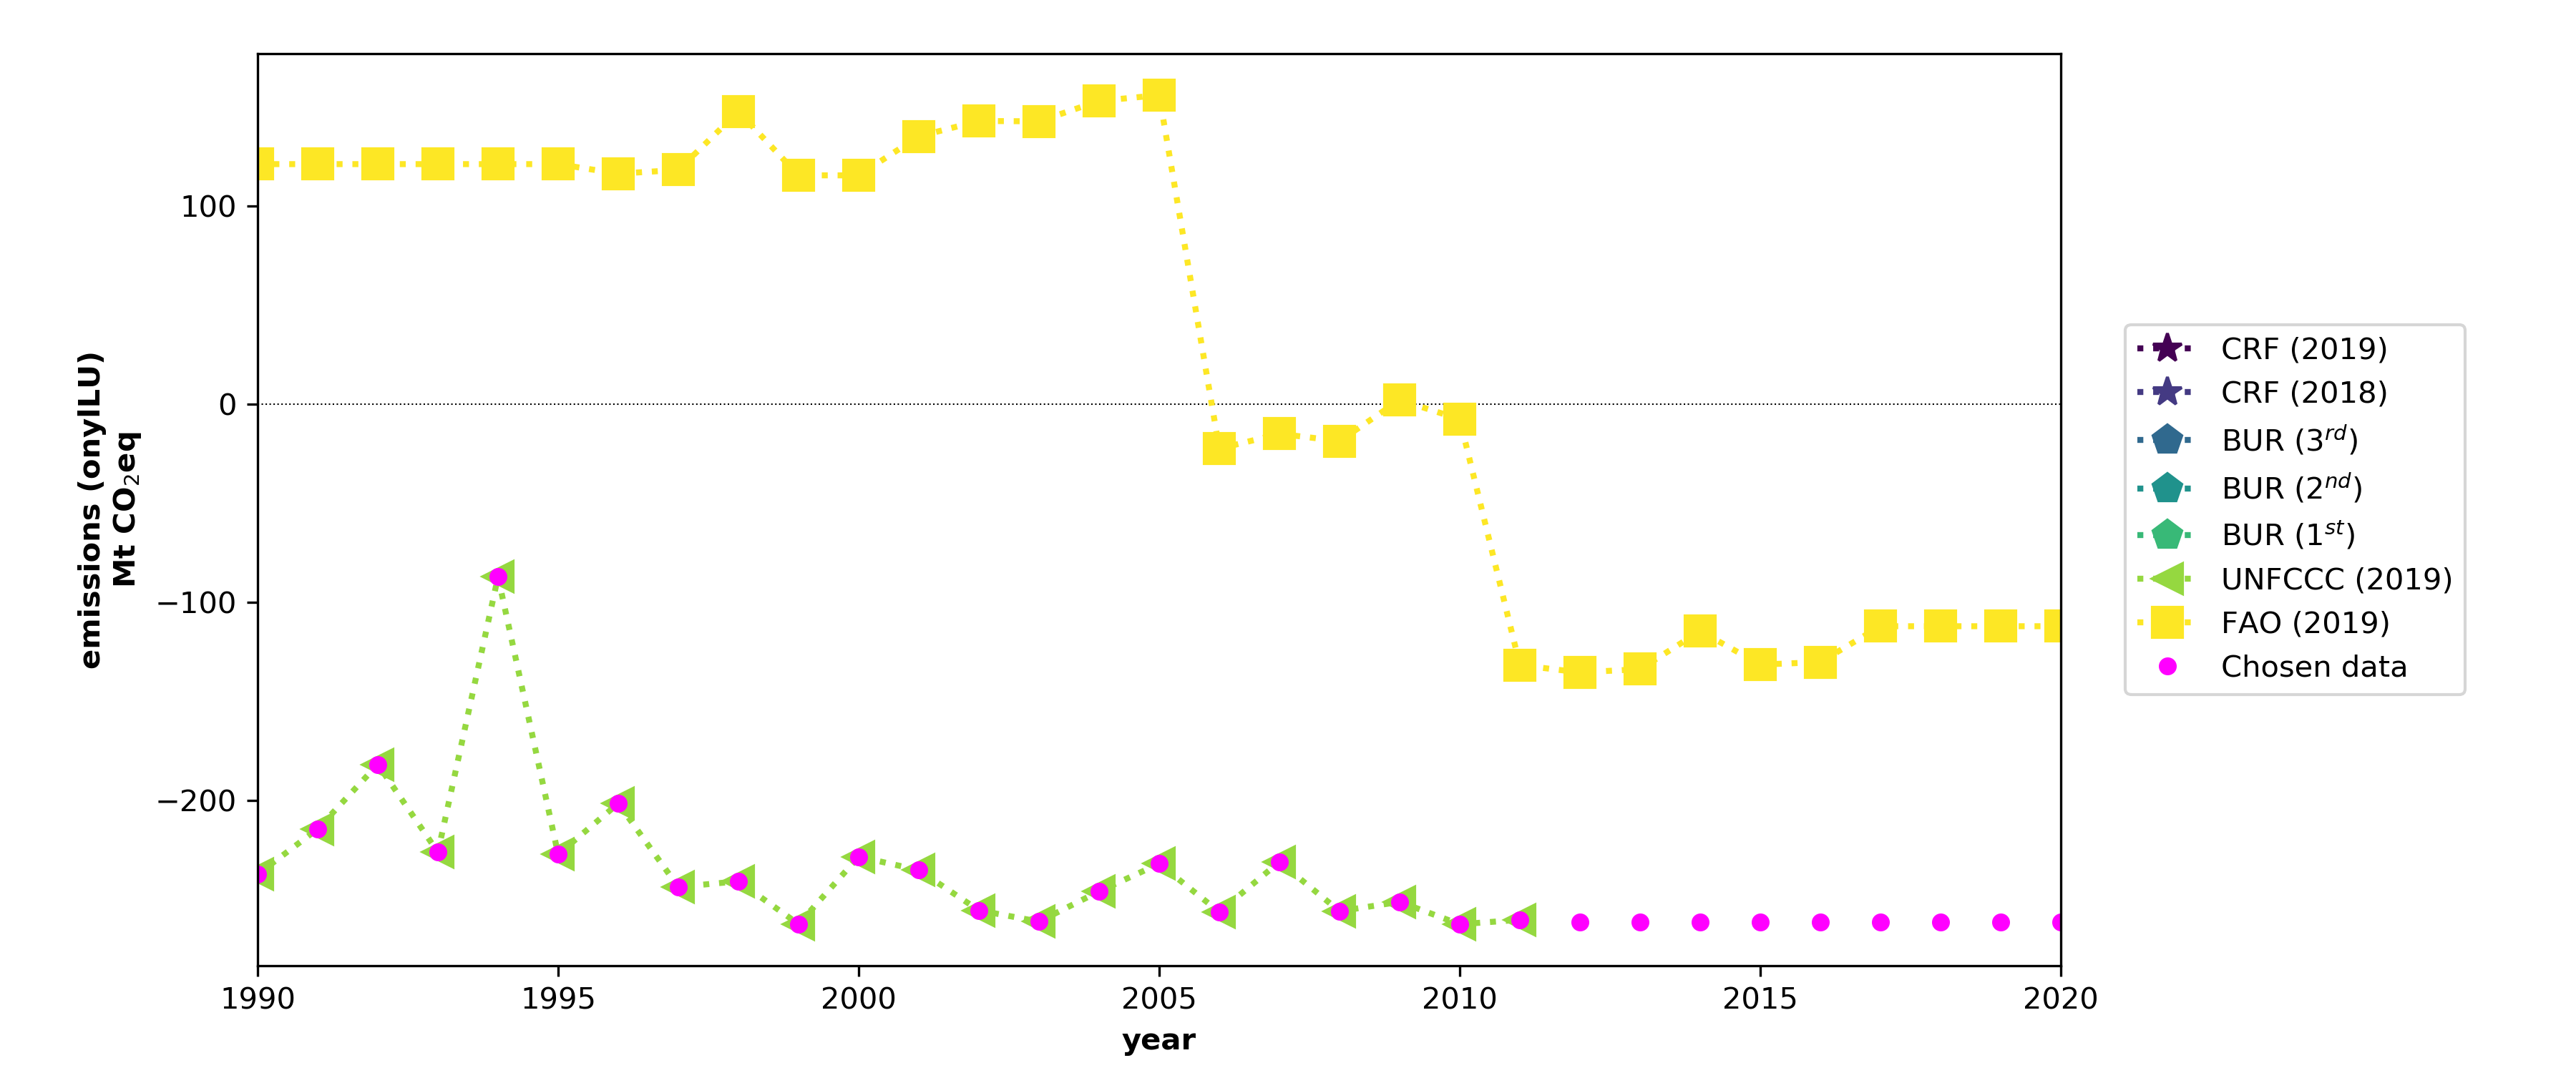 emissions (onylLU)
Mt CO₂eq
100
0
−100
−200
1990
1995
2000
2005
2010
2015
2020
year
CRF (2019)
CRF (2018)
BUR (3ʳᵈ)
BUR (2ⁿᵈ)
BUR (1ˢᵗ)
UNFCCC (2019)
FAO (2019)
Chosen data